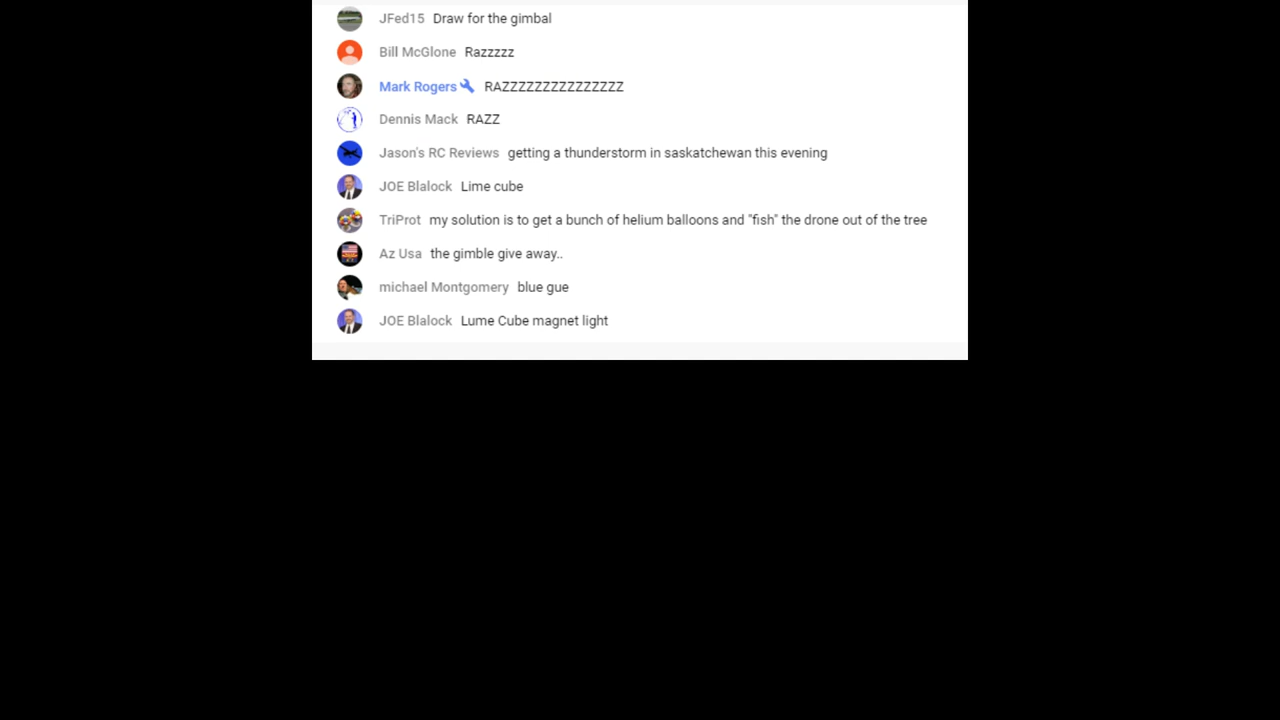 JFed15 Draw for the gimbal
Bill McGlone Razzzzz
Mark Rogers RAZZZZZZZZZZZZZZZ
Dennis Mack RAZZ
Jason's RC Reviews getting a thunderstorm in saskatchewan this evening
JOE Blalock Lime cube
TriProt my solution is to get a bunch of helium balloons and "fish" the drone out of the tree
Az Usa the gimble give away..
michael Montgomery blue gue
JOE Blalock Lume Cube magnet light